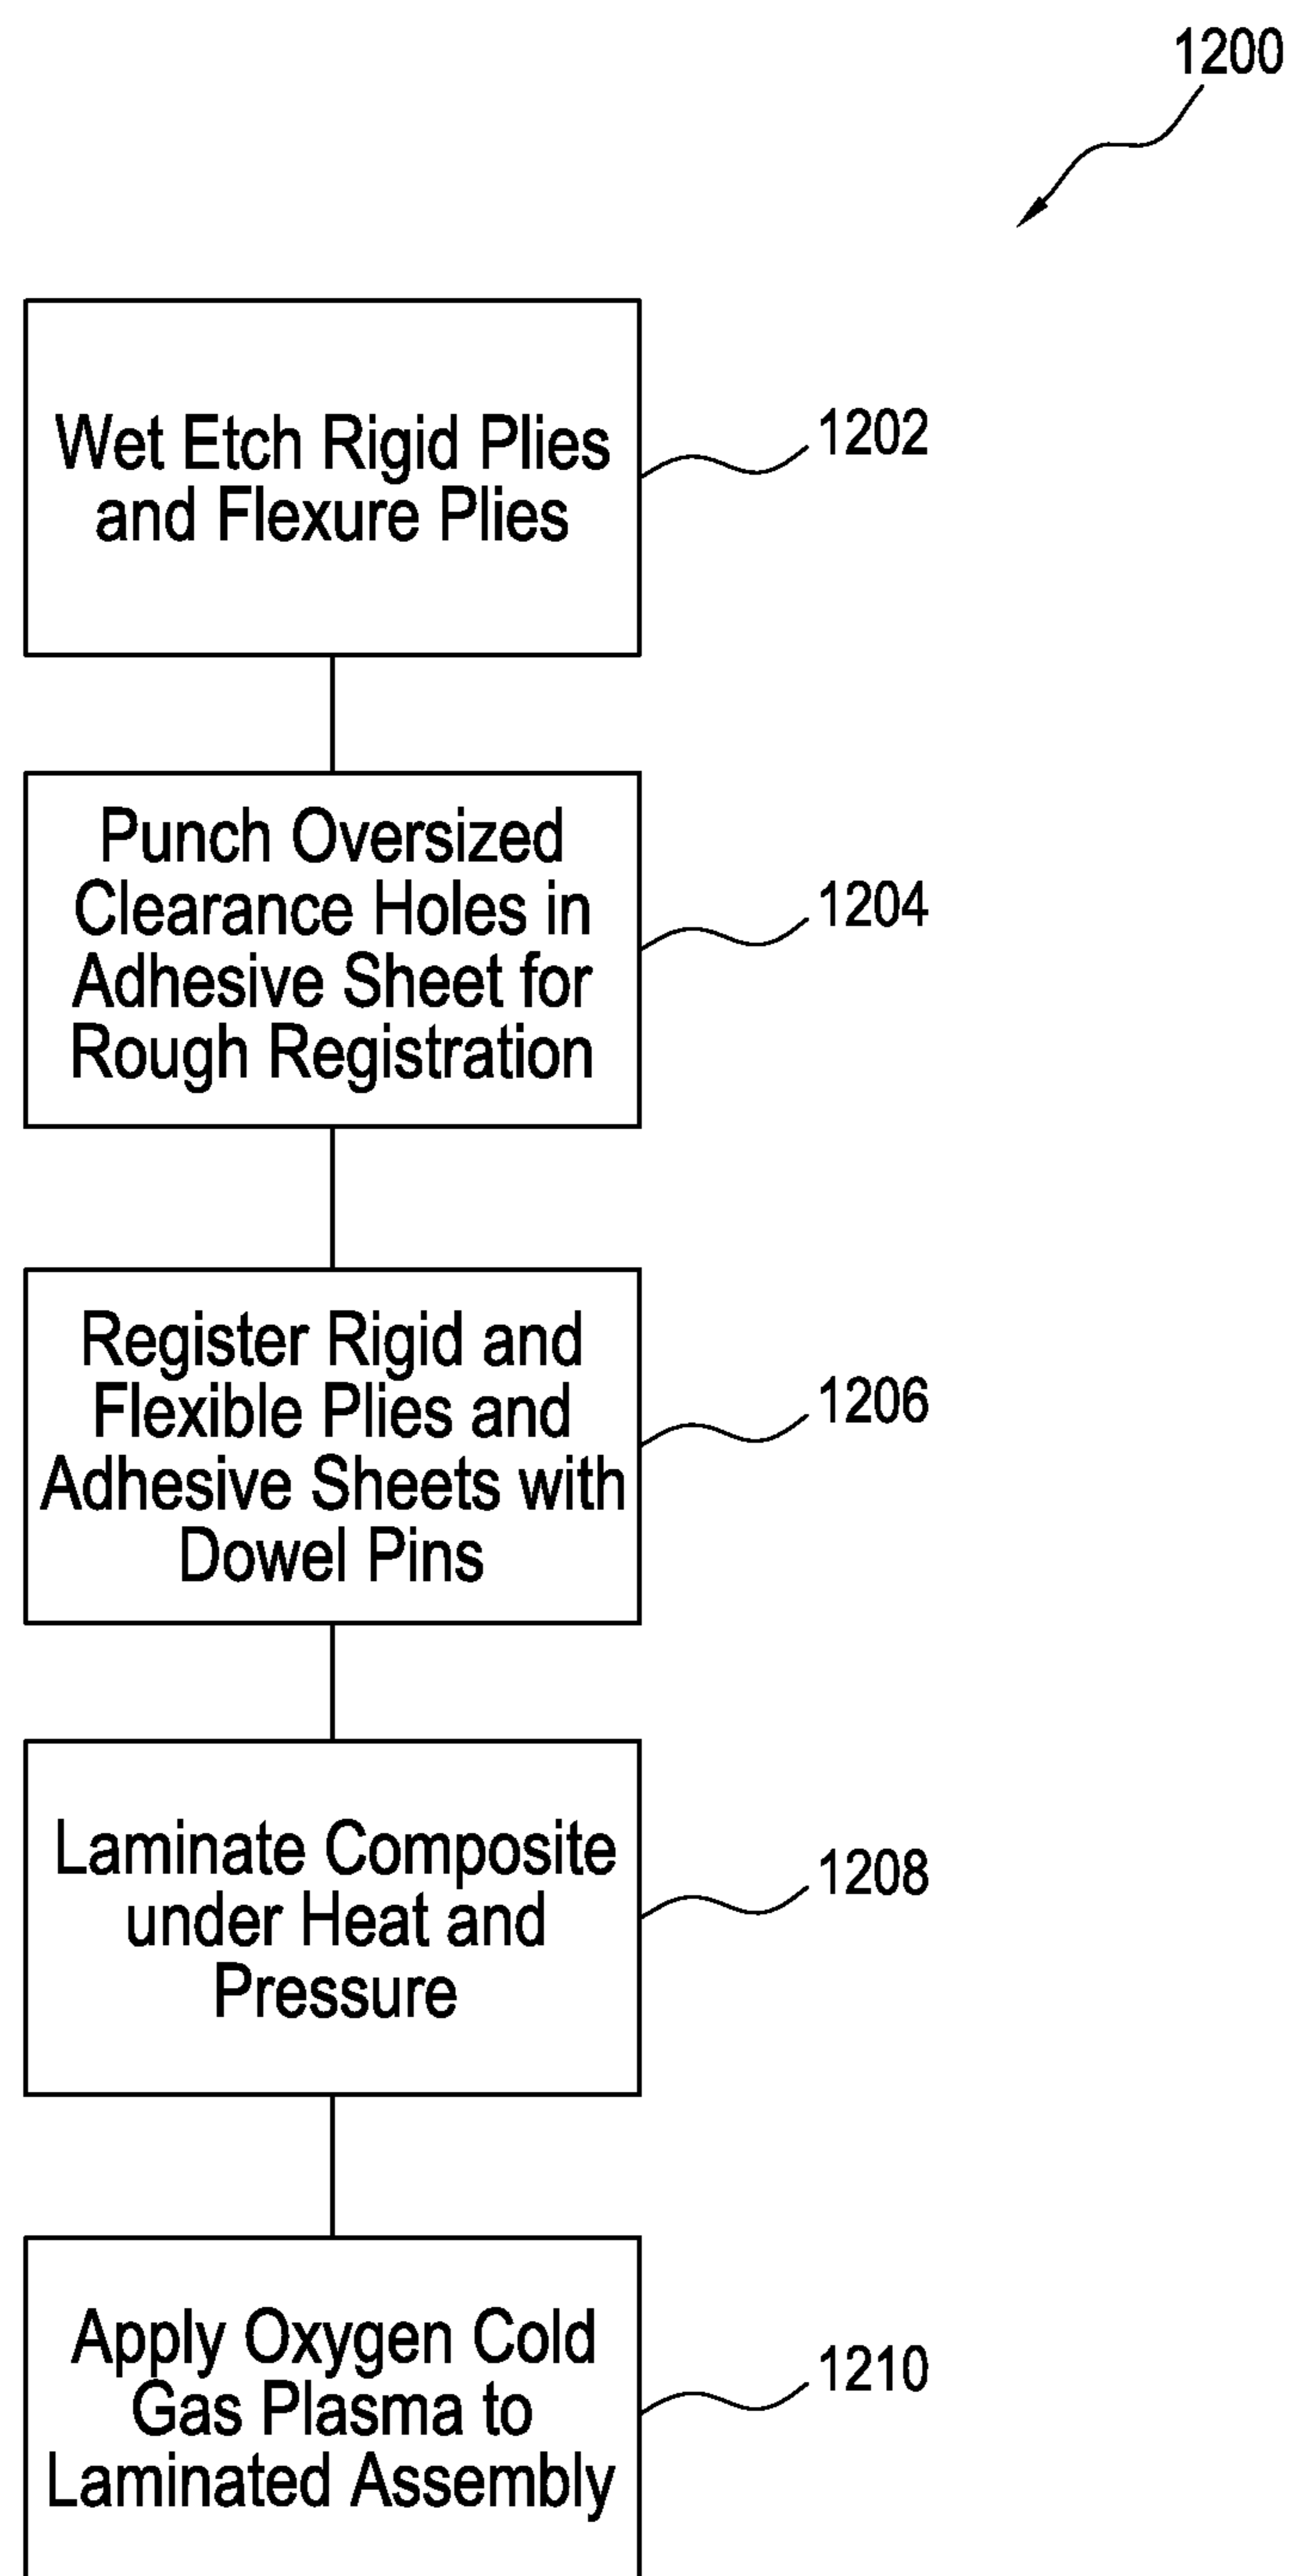 1200
Wet Etch Rigid Plies
and Flexure Plies
1202
Punch Oversized
Clearance Holes in
Adhesive Sheet for
Rough Registration
1204
Register Rigid and
Flexible Plies and
Adhesive Sheets with
Dowel Pins
1206
Laminate Composite
under Heat and
Pressure
1208
Apply Oxygen Cold
Gas Plasma to
Laminated Assembly
1210